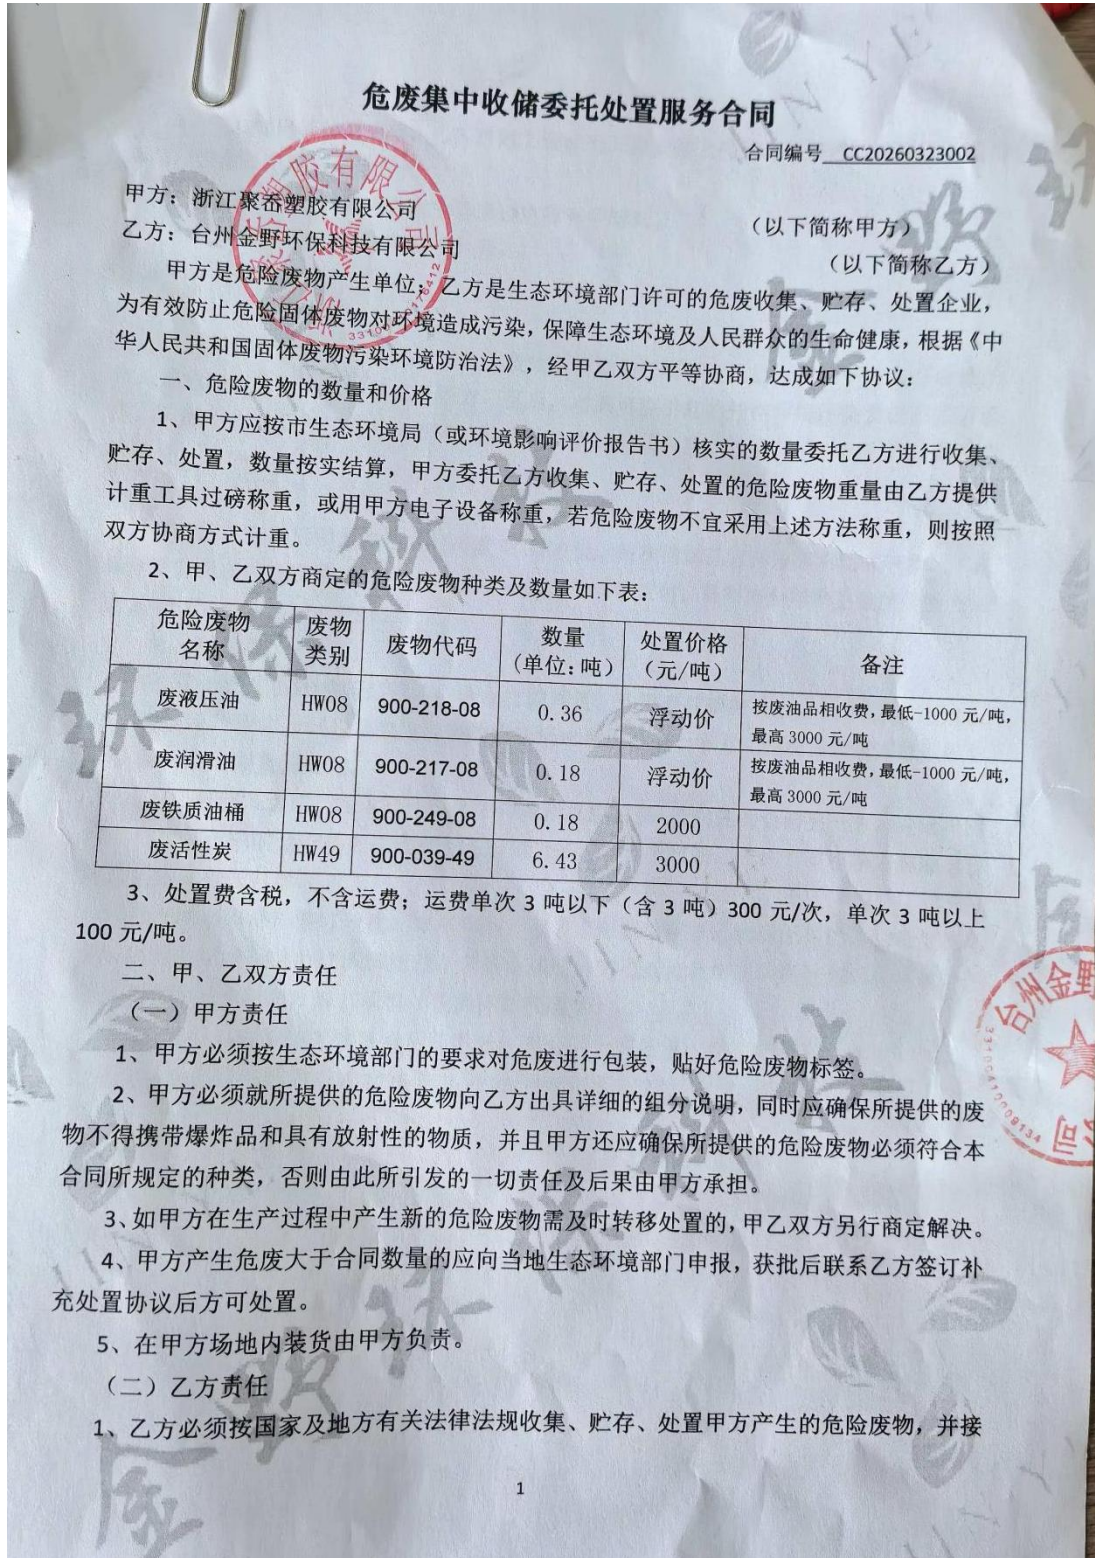 危废集中收储委托处置服务合同
合同编号 CC20260323002
甲方：浙江聚岙塑胶有限公司 （以下简称甲方）
乙方：台州金野环保科技有限公司 （以下简称乙方）
甲方是危险废物产生单位；乙方是生态环境部门许可的危废收集、贮存、处置企业，
为有效防止危险固体废物对环境造成污染，保障生态环境及人民群众的生命健康，根据《中
华人民共和国固体废物污染环境防治法》，经甲乙双方平等协商，达成如下协议：
一、危险废物的数量和价格
1、甲方应按市生态环境局（或环境影响评价报告书）核实的数量委托乙方进行收集、
贮存、处置，数量按实结算，甲方委托乙方收集、贮存、处置的危险废物重量由乙方提供
计重工具过磅称重，或用甲方电子设备称重，若危险废物不宜采用上述方法称重，则按照
双方协商方式计重。
2、甲、乙双方商定的危险废物种类及数量如下表：
危险废物名称 废物类别 废物代码 数量（单位：吨） 处置价格（元/吨） 备注
废液压油 HW08 900-218-08 0.36 浮动价 按废油品相收费，最低-1000 元/吨，最高 3000 元/吨
废润滑油 HW08 900-217-08 0.18 浮动价 按废油品相收费，最低-1000 元/吨，最高 3000 元/吨
废铁质油桶 HW08 900-249-08 0.18 2000
废活性炭 HW49 900-039-49 6.43 3000
3、处置费含税，不含运费；运费单次 3 吨以下（含 3 吨）300 元/次，单次 3 吨以上
100 元/吨。
二、甲、乙双方责任
（一）甲方责任
1、甲方必须按生态环境部门的要求对危废进行包装，贴好危险废物标签。
2、甲方必须就所提供的危险废物向乙方出具详细的组分说明，同时应确保所提供的废
物不得携带爆炸品和具有放射性的物质，并且甲方还应确保所提供的危险废物必须符合本
合同所规定的种类，否则由此所引发的一切责任及后果由甲方承担。
3、如甲方在生产过程中产生新的危险废物需及时转移处置的，甲乙双方另行商定解决。
4、甲方产生危废大于合同数量的应向当地生态环境部门申报，获批后联系乙方签订补
充处置协议后方可处置。
5、在甲方场地内装货由甲方负责。
（二）乙方责任
1、乙方必须按国家及地方有关法律法规收集、贮存、处置甲方产生的危险废物，并接
1
台州金野
司
金野环保科技
JIN YE